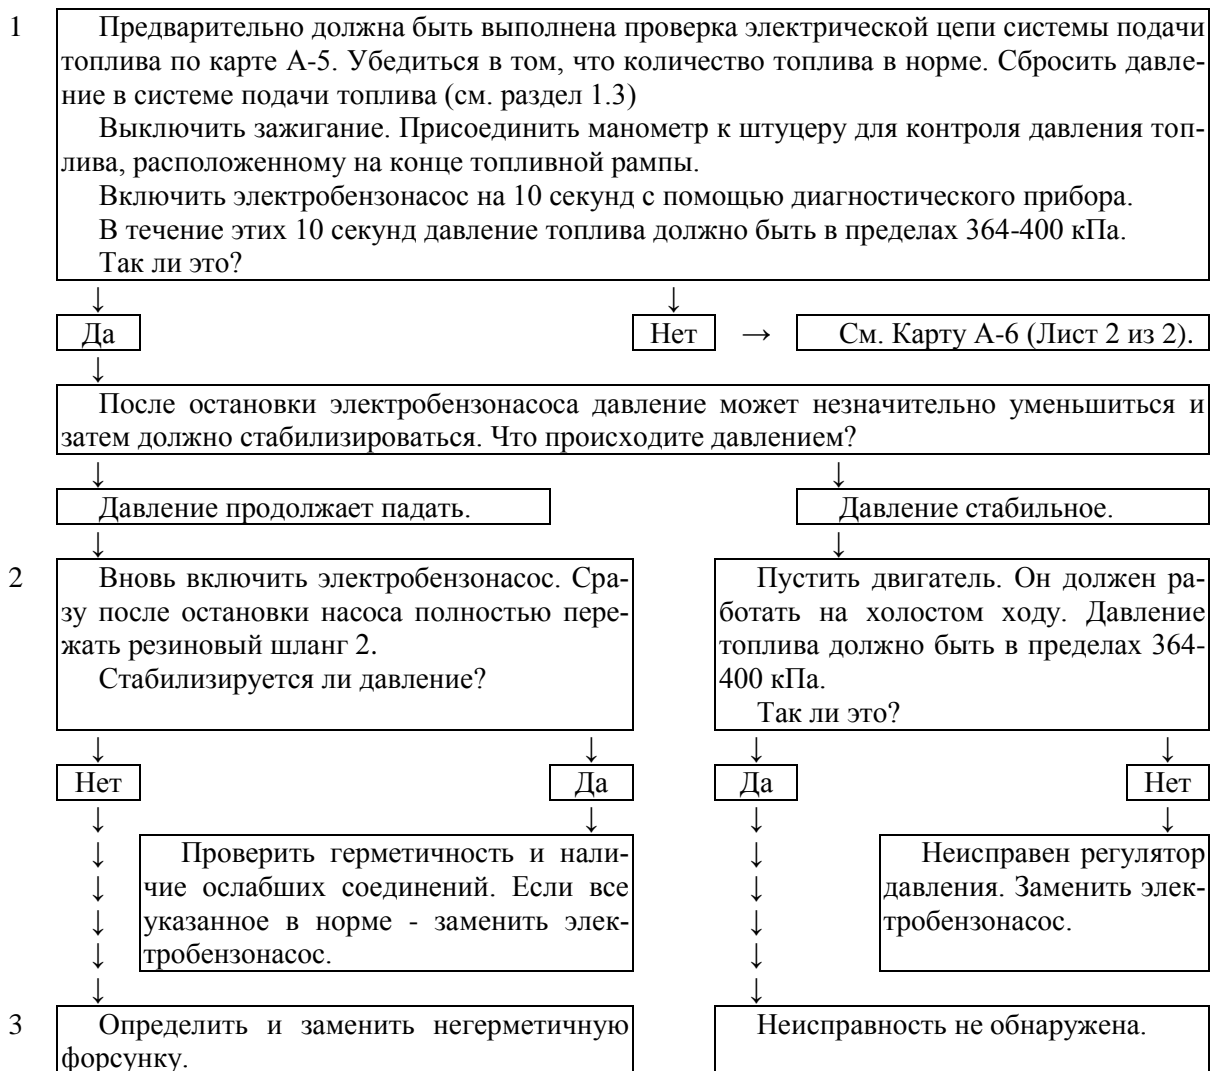 1 Предварительно должна быть выполнена проверка электрической цепи системы подачи
топлива по карте А-5. Убедиться в том, что количество топлива в норме. Сбросить давле-
ние в системе подачи топлива (см. раздел 1.3)
Выключить зажигание. Присоединить манометр к штуцеру для контроля давления топ-
лива, расположенному на конце топливной рампы.
Включить электробензонасос на 10 секунд с помощью диагностического прибора.
В течение этих 10 секунд давление топлива должно быть в пределах 364-400 кПа.
Так ли это?
↓ ↓
Да Нет → См. Карту А-6 (Лист 2 из 2).
↓
После остановки электробензонасоса давление может незначительно уменьшиться и
затем должно стабилизироваться. Что происходите давлением?
↓ ↓
Давление продолжает падать. Давление стабильное.
↓ ↓
2 Вновь включить электробензонасос. Сра-
зу после остановки насоса полностью пере-
жать резиновый шланг 2.
Стабилизируется ли давление?
Пустить двигатель. Он должен ра-
ботать на холостом ходу. Давление
топлива должно быть в пределах 364-
400 кПа.
Так ли это?
↓ ↓ ↓ ↓
Нет Да Да Нет
↓ ↓ ↓ ↓
Проверить герметичность и нали-
чие ослабших соединений. Если все
указанное в норме - заменить элек-
тробензонасос.
Неисправен регулятор
давления. Заменить элек-
тробензонасос.
3 Определить и заменить негерметичную
форсунку.
Неисправность не обнаружена.